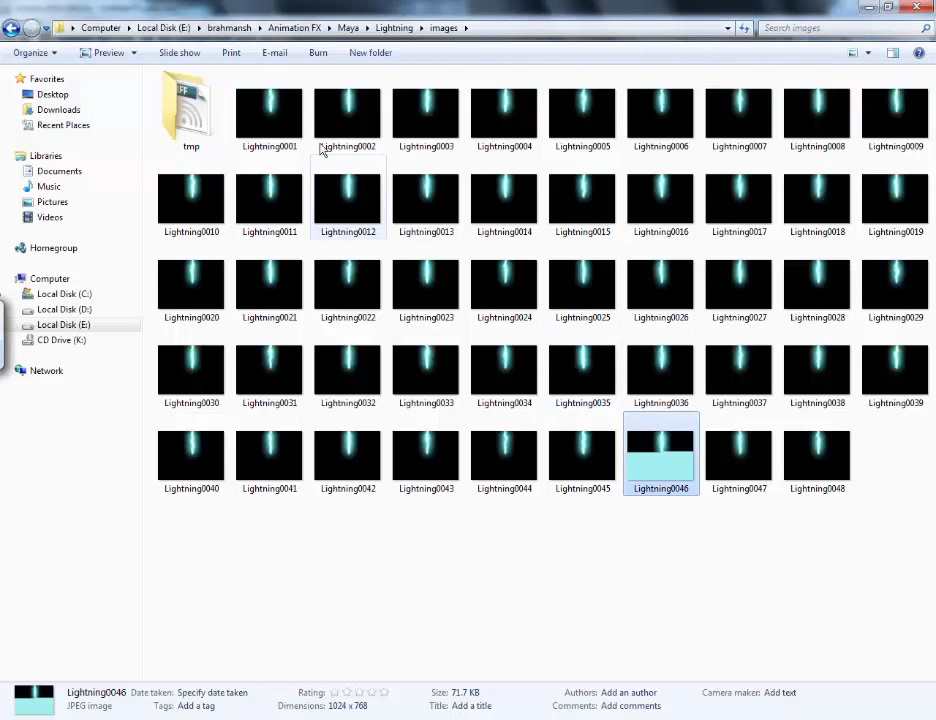 Computer ▸ Local Disk (E:) ▸ brahmansh ▸ Animation FX ▸ Maya ▸ Lightning ▸ images ▸
Search images
Organize ▾ Preview ▾ Slide show Print E-mail Burn New folder
Favorites
Desktop
Downloads
Recent Places
Libraries
Documents
Music
Pictures
Videos
Homegroup
Computer
Local Disk (C:)
Local Disk (D:)
Local Disk (E:)
CD Drive (K:)
Network
tmp Lightning0001 Lightning0002 Lightning0003 Lightning0004 Lightning0005 Lightning0006 Lightning0007 Lightning0008 Lightning0009
Lightning0010 Lightning0011 Lightning0012 Lightning0013 Lightning0014 Lightning0015 Lightning0016 Lightning0017 Lightning0018 Lightning0019
Lightning0020 Lightning0021 Lightning0022 Lightning0023 Lightning0024 Lightning0025 Lightning0026 Lightning0027 Lightning0028 Lightning0029
Lightning0030 Lightning0031 Lightning0032 Lightning0033 Lightning0034 Lightning0035 Lightning0036 Lightning0037 Lightning0038 Lightning0039
Lightning0040 Lightning0041 Lightning0042 Lightning0043 Lightning0044 Lightning0045 Lightning0046 Lightning0047 Lightning0048
Lightning0046 Date taken: Specify date taken Rating: Size: 71.7 KB Authors: Add an author Camera maker: Add text
JPEG image Tags: Add a tag Dimensions: 1024 x 768 Title: Add a title Comments: Add comments